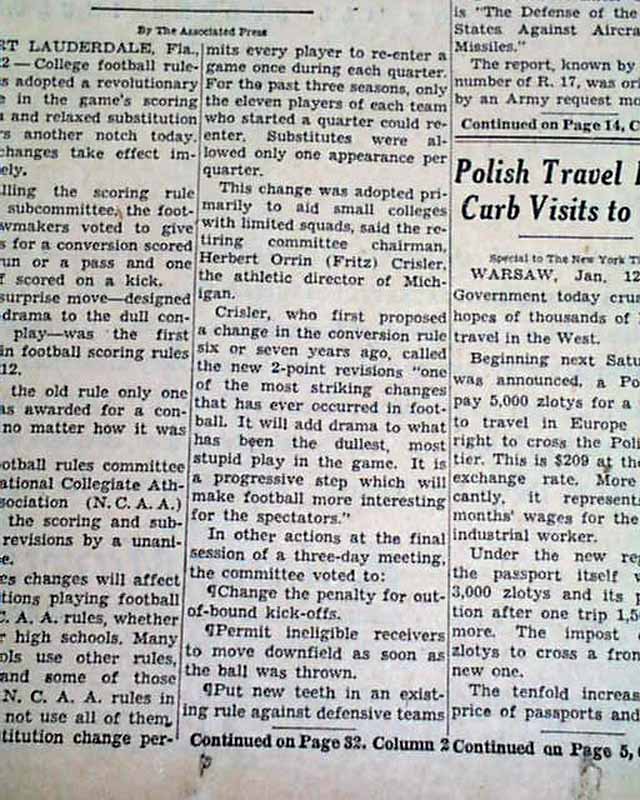 By The Associated Press
RT LAUDERDALE, Fla.,
2 — College football rule-
s adopted a revolutionary
e in the game's scoring
and relaxed substitution
rs another notch today.
changes take effect im-
ely.
lling the scoring rule
subcommittee, the foot-
wmakers voted to give
s for a conversion scored
run or a pass and one
f scored on a kick.
surprise move—designed
drama to the dull con-
play—was the first
in football scoring rules
12.
the old rule only one
as awarded for a con-
no matter how it was
ootball rules committee
ational Collegiate Ath-
sociation (N. C. A. A.)
the scoring and sub-
revisions by a unani-
e.
es changes will affect
tions playing football
C. A. A. rules, whether
r high schools. Many
ols use other rules,
and some of those
N. C. A. A. rules in
not use all of them.
titution change per-
mits every player to re-enter a
game once during each quarter.
For the past three seasons, only
the eleven players of each team
who started a quarter could re-
enter. Substitutes were al-
lowed only one appearance per
quarter.
This change was adopted pri-
marily to aid small colleges
with limited squads, said the re-
tiring committee chairman,
Herbert Orrin (Fritz) Crisler,
the athletic director of Mich-
igan.
Crisler, who first proposed
a change in the conversion rule
six or seven years ago, called
the new 2-point revisions "one
of the most striking changes
that has ever occurred in foot-
ball. It will add drama to what
has been the dullest, most
stupid play in the game. It is
a progressive step which will
make football more interesting
for the spectators."
In other actions at the final
session of a three-day meeting,
the committee voted to:
¶Change the penalty for out-
of-bound kick-offs.
¶Permit ineligible receivers
to move downfield as soon as
the ball was thrown.
¶Put new teeth in an exist-
ing rule against defensive teams
Continued on Page 32, Column 2
is "The Defense of the
States Against Aircra
Missiles."
The report, known by
number of R. 17, was or
by an Army request m
Continued on Page 14, C
Polish Travel
Curb Visits to
Special to The New York Ti
WARSAW, Jan. 12
Government today cru
hopes of thousands of
travel in the West.
Beginning next Satu
was announced, a Po
pay 5,000 zlotys for a
to travel in Europe
right to cross the Poli
tier. This is $209 at the
exchange rate. More
cantly, it represent
months' wages for the
industrial worker.
Under the new reg
the passport itself
3,000 zlotys and its p
tion after one trip 1,5
more. The impost
zlotys to cross a fron
new one.
The tenfold increas
price of passports and
Continued on Page 5,